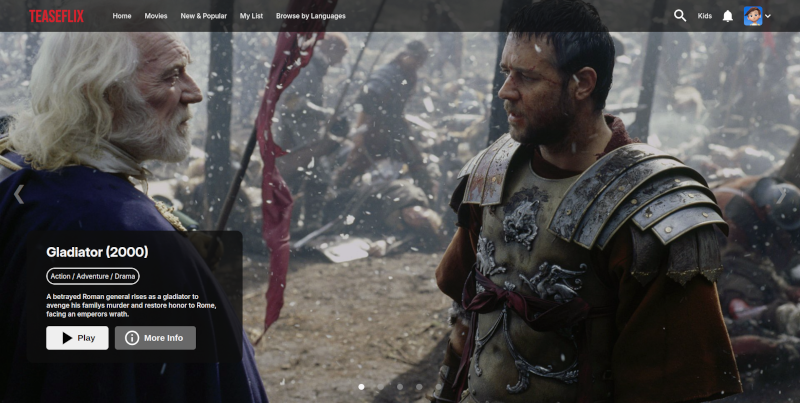 TEASEFLIX
Home Movies New & Popular My List Browse by Languages
Kids
Gladiator (2000)
Action / Adventure / Drama
A betrayed Roman general rises as a gladiator to
avenge his familys murder and restore honor to Rome,
facing an emperors wrath.
Play More Info